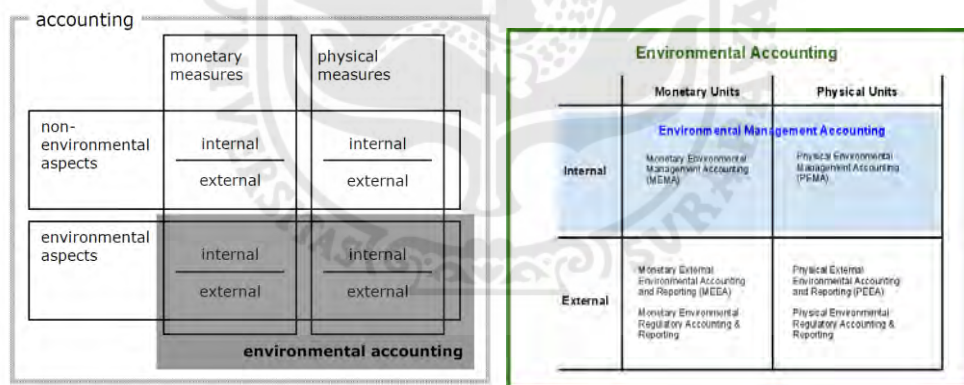 accounting
monetary
measures
physical
measures
non-
environmental
aspects
internal
external
internal
external
environmental
aspects
internal
external
internal
external
environmental accounting
Environmental Accounting
Monetary Units
Physical Units
Environmental Management Accounting
Internal
Monetary Environmental
Management Accounting
(MEMA)
Physical Environmental
Management Accounting
(PEMA)
External
Monetary External
Environmental Accounting
and Reporting (MEEA)
Monetary Environmental
Regulatory Accounting &
Reporting
Physical External
Environmental Accounting
and Reporting (PEEA)
Physical Environmental
Regulatory Accounting &
Reporting